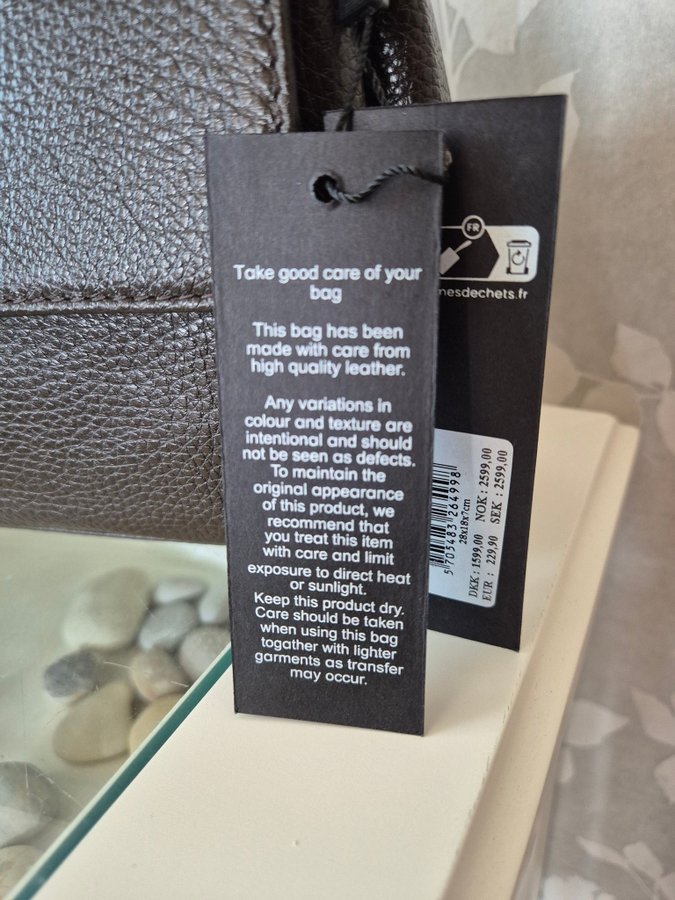 Take good care of your
bag
This bag has been
made with care from
high quality leather.
Any variations in
colour and texture are
intentional and should
not be seen as defects.
To maintain the
original appearance
of this product, we
recommend that
you treat this item
with care and limit
exposure to direct heat
or sunlight.
Keep this product dry.
Care should be taken
when using this bag
togather with lighter
garments as transfer
may occur.
FR
nesdechets.fr
5 705483 264998
28x18x7cm
DKK : 1599,00 NOK : 2599,00
EUR : 229,90 SEK : 2599,00